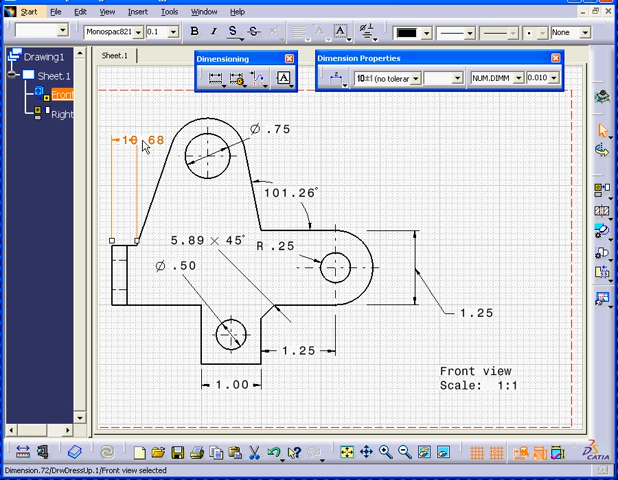 Start File Edit View Insert Tools Window Help
Monospac821 0.1 B I S A None
Drawing1
Sheet.1
Front
Right
Sheet.1
Dimensioning
Dimension Properties
10±1 (no toleran NUM.DIMM 0.010
10.68
Ø .75
101.26°
5.89 × 45°
R .25
Ø .50
1.25
1.25
1.00
Front view
Scale: 1:1
CATIA
Dimension.72/DrwDressUp.1/Front view selected